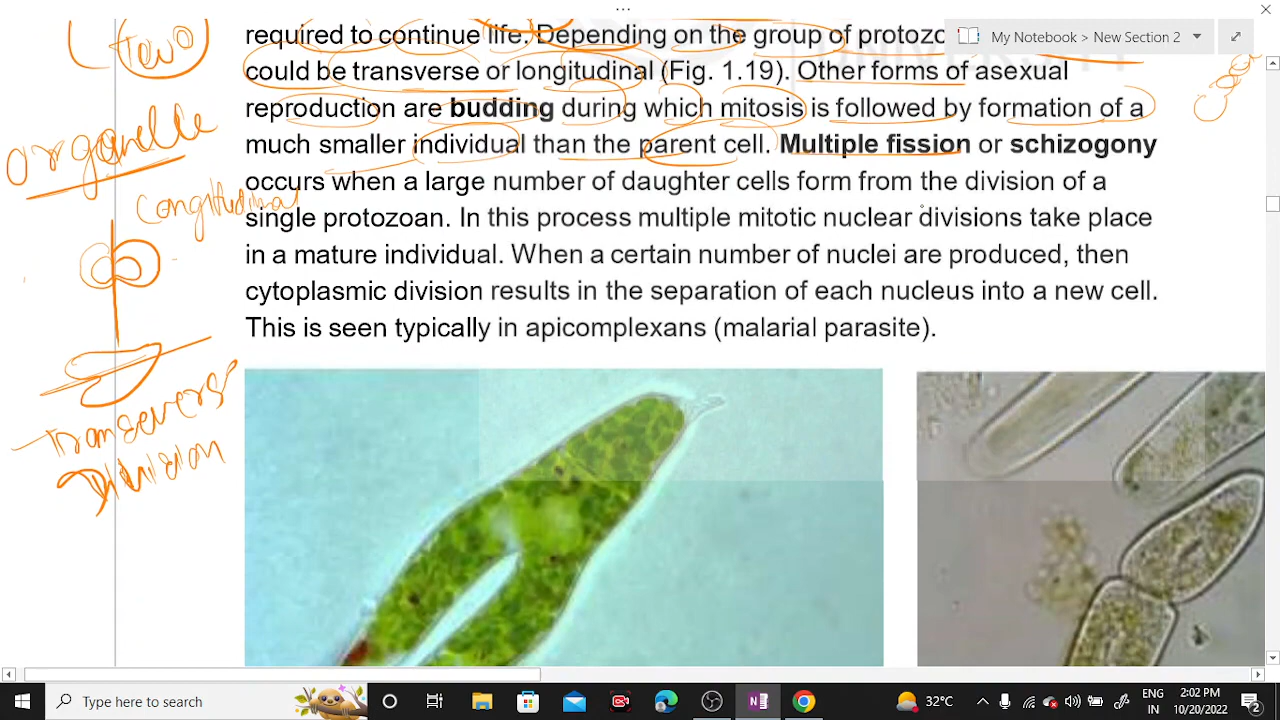 ...
required to continue life. Depending on the group of protozo
My Notebook > New Section 2
could be transverse or longitudinal (Fig. 1.19). Other forms of asexual
reproduction are budding during which mitosis is followed by formation of a
much smaller individual than the parent cell. Multiple fission or schizogony
occurs when a large number of daughter cells form from the division of a
single protozoan. In this process multiple mitotic nuclear divisions take place
in a mature individual. When a certain number of nuclei are produced, then
cytoplasmic division results in the separation of each nucleus into a new cell.
This is seen typically in apicomplexans (malarial parasite).
Organelle
Longitudinal
Division
Type here to search
32°C
ENG
IN
2:02 PM
10/20/2022
2